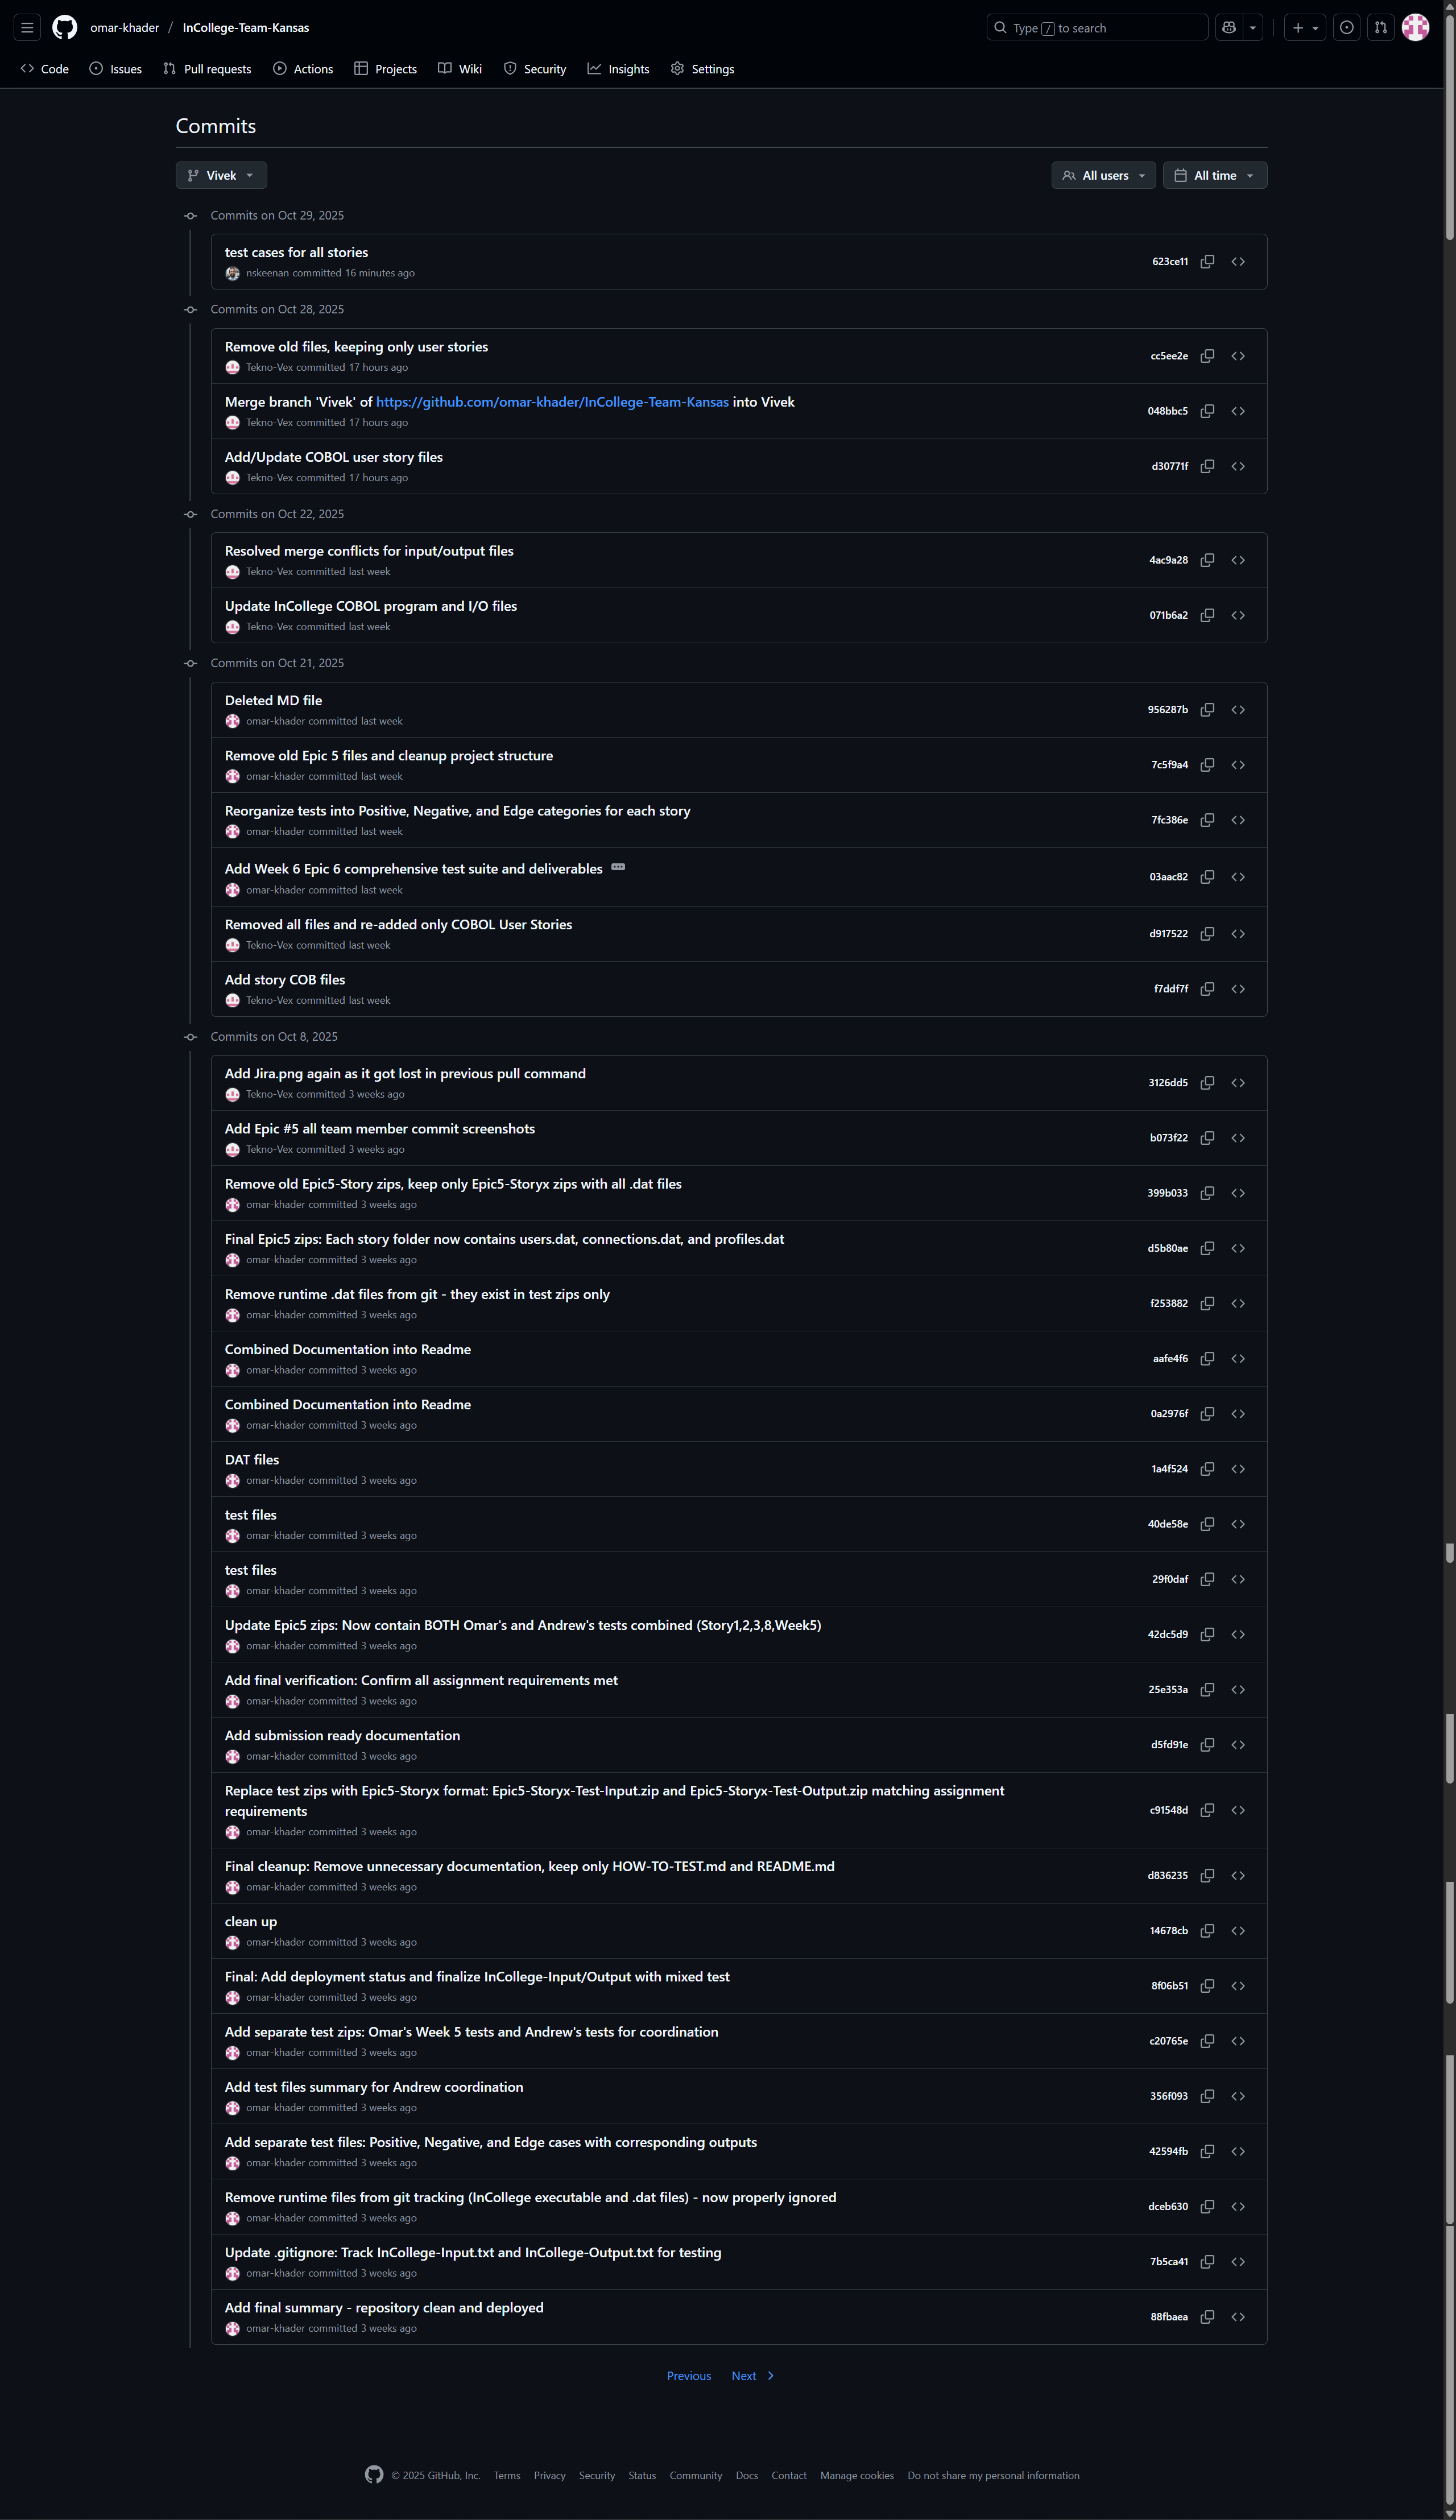 omar-khader / InCollege-Team-Kansas
Type / to search
Code Issues Pull requests Actions Projects Wiki Security Insights Settings
Commits
Vivek
All users All time
Commits on Oct 29, 2025
test cases for all stories
nskeenan committed 16 minutes ago
623ce11
Commits on Oct 28, 2025
Remove old files, keeping only user stories
Tekno-Vex committed 17 hours ago
cc5ee2e
Merge branch 'Vivek' of https://github.com/omar-khader/InCollege-Team-Kansas into Vivek
Tekno-Vex committed 17 hours ago
048bbc5
Add/Update COBOL user story files
Tekno-Vex committed 17 hours ago
d30771f
Commits on Oct 22, 2025
Resolved merge conflicts for input/output files
Tekno-Vex committed last week
4ac9a28
Update InCollege COBOL program and I/O files
Tekno-Vex committed last week
071b6a2
Commits on Oct 21, 2025
Deleted MD file
omar-khader committed last week
956287b
Remove old Epic 5 files and cleanup project structure
omar-khader committed last week
7c5f9a4
Reorganize tests into Positive, Negative, and Edge categories for each story
omar-khader committed last week
7fc386e
Add Week 6 Epic 6 comprehensive test suite and deliverables
omar-khader committed last week
03aac82
Removed all files and re-added only COBOL User Stories
Tekno-Vex committed last week
d917522
Add story COB files
Tekno-Vex committed last week
f7ddf7f
Commits on Oct 8, 2025
Add Jira.png again as it got lost in previous pull command
Tekno-Vex committed 3 weeks ago
3126dd5
Add Epic #5 all team member commit screenshots
Tekno-Vex committed 3 weeks ago
b073f22
Remove old Epic5-Story zips, keep only Epic5-Storyx zips with all .dat files
omar-khader committed 3 weeks ago
399b033
Final Epic5 zips: Each story folder now contains users.dat, connections.dat, and profiles.dat
omar-khader committed 3 weeks ago
d5b80ae
Remove runtime .dat files from git - they exist in test zips only
omar-khader committed 3 weeks ago
f253882
Combined Documentation into Readme
omar-khader committed 3 weeks ago
aafe4f6
Combined Documentation into Readme
omar-khader committed 3 weeks ago
0a2976f
DAT files
omar-khader committed 3 weeks ago
1a4f524
test files
omar-khader committed 3 weeks ago
40de58e
test files
omar-khader committed 3 weeks ago
29f0daf
Update Epic5 zips: Now contain BOTH Omar's and Andrew's tests combined (Story1,2,3,8,Week5)
omar-khader committed 3 weeks ago
42dc5d9
Add final verification: Confirm all assignment requirements met
omar-khader committed 3 weeks ago
25e353a
Add submission ready documentation
omar-khader committed 3 weeks ago
d5fd91e
Replace test zips with Epic5-Storyx format: Epic5-Storyx-Test-Input.zip and Epic5-Storyx-Test-Output.zip matching assignment
requirements
omar-khader committed 3 weeks ago
c91548d
Final cleanup: Remove unnecessary documentation, keep only HOW-TO-TEST.md and README.md
omar-khader committed 3 weeks ago
d836235
clean up
omar-khader committed 3 weeks ago
14678cb
Final: Add deployment status and finalize InCollege-Input/Output with mixed test
omar-khader committed 3 weeks ago
8f06b51
Add separate test zips: Omar's Week 5 tests and Andrew's tests for coordination
omar-khader committed 3 weeks ago
c20765e
Add test files summary for Andrew coordination
omar-khader committed 3 weeks ago
356f093
Add separate test files: Positive, Negative, and Edge cases with corresponding outputs
omar-khader committed 3 weeks ago
42594fb
Remove runtime files from git tracking (InCollege executable and .dat files) - now properly ignored
omar-khader committed 3 weeks ago
dceb630
Update .gitignore: Track InCollege-Input.txt and InCollege-Output.txt for testing
omar-khader committed 3 weeks ago
7b5ca41
Add final summary - repository clean and deployed
omar-khader committed 3 weeks ago
88fbaea
Previous Next
© 2025 GitHub, Inc. Terms Privacy Security Status Community Docs Contact Manage cookies Do not share my personal information